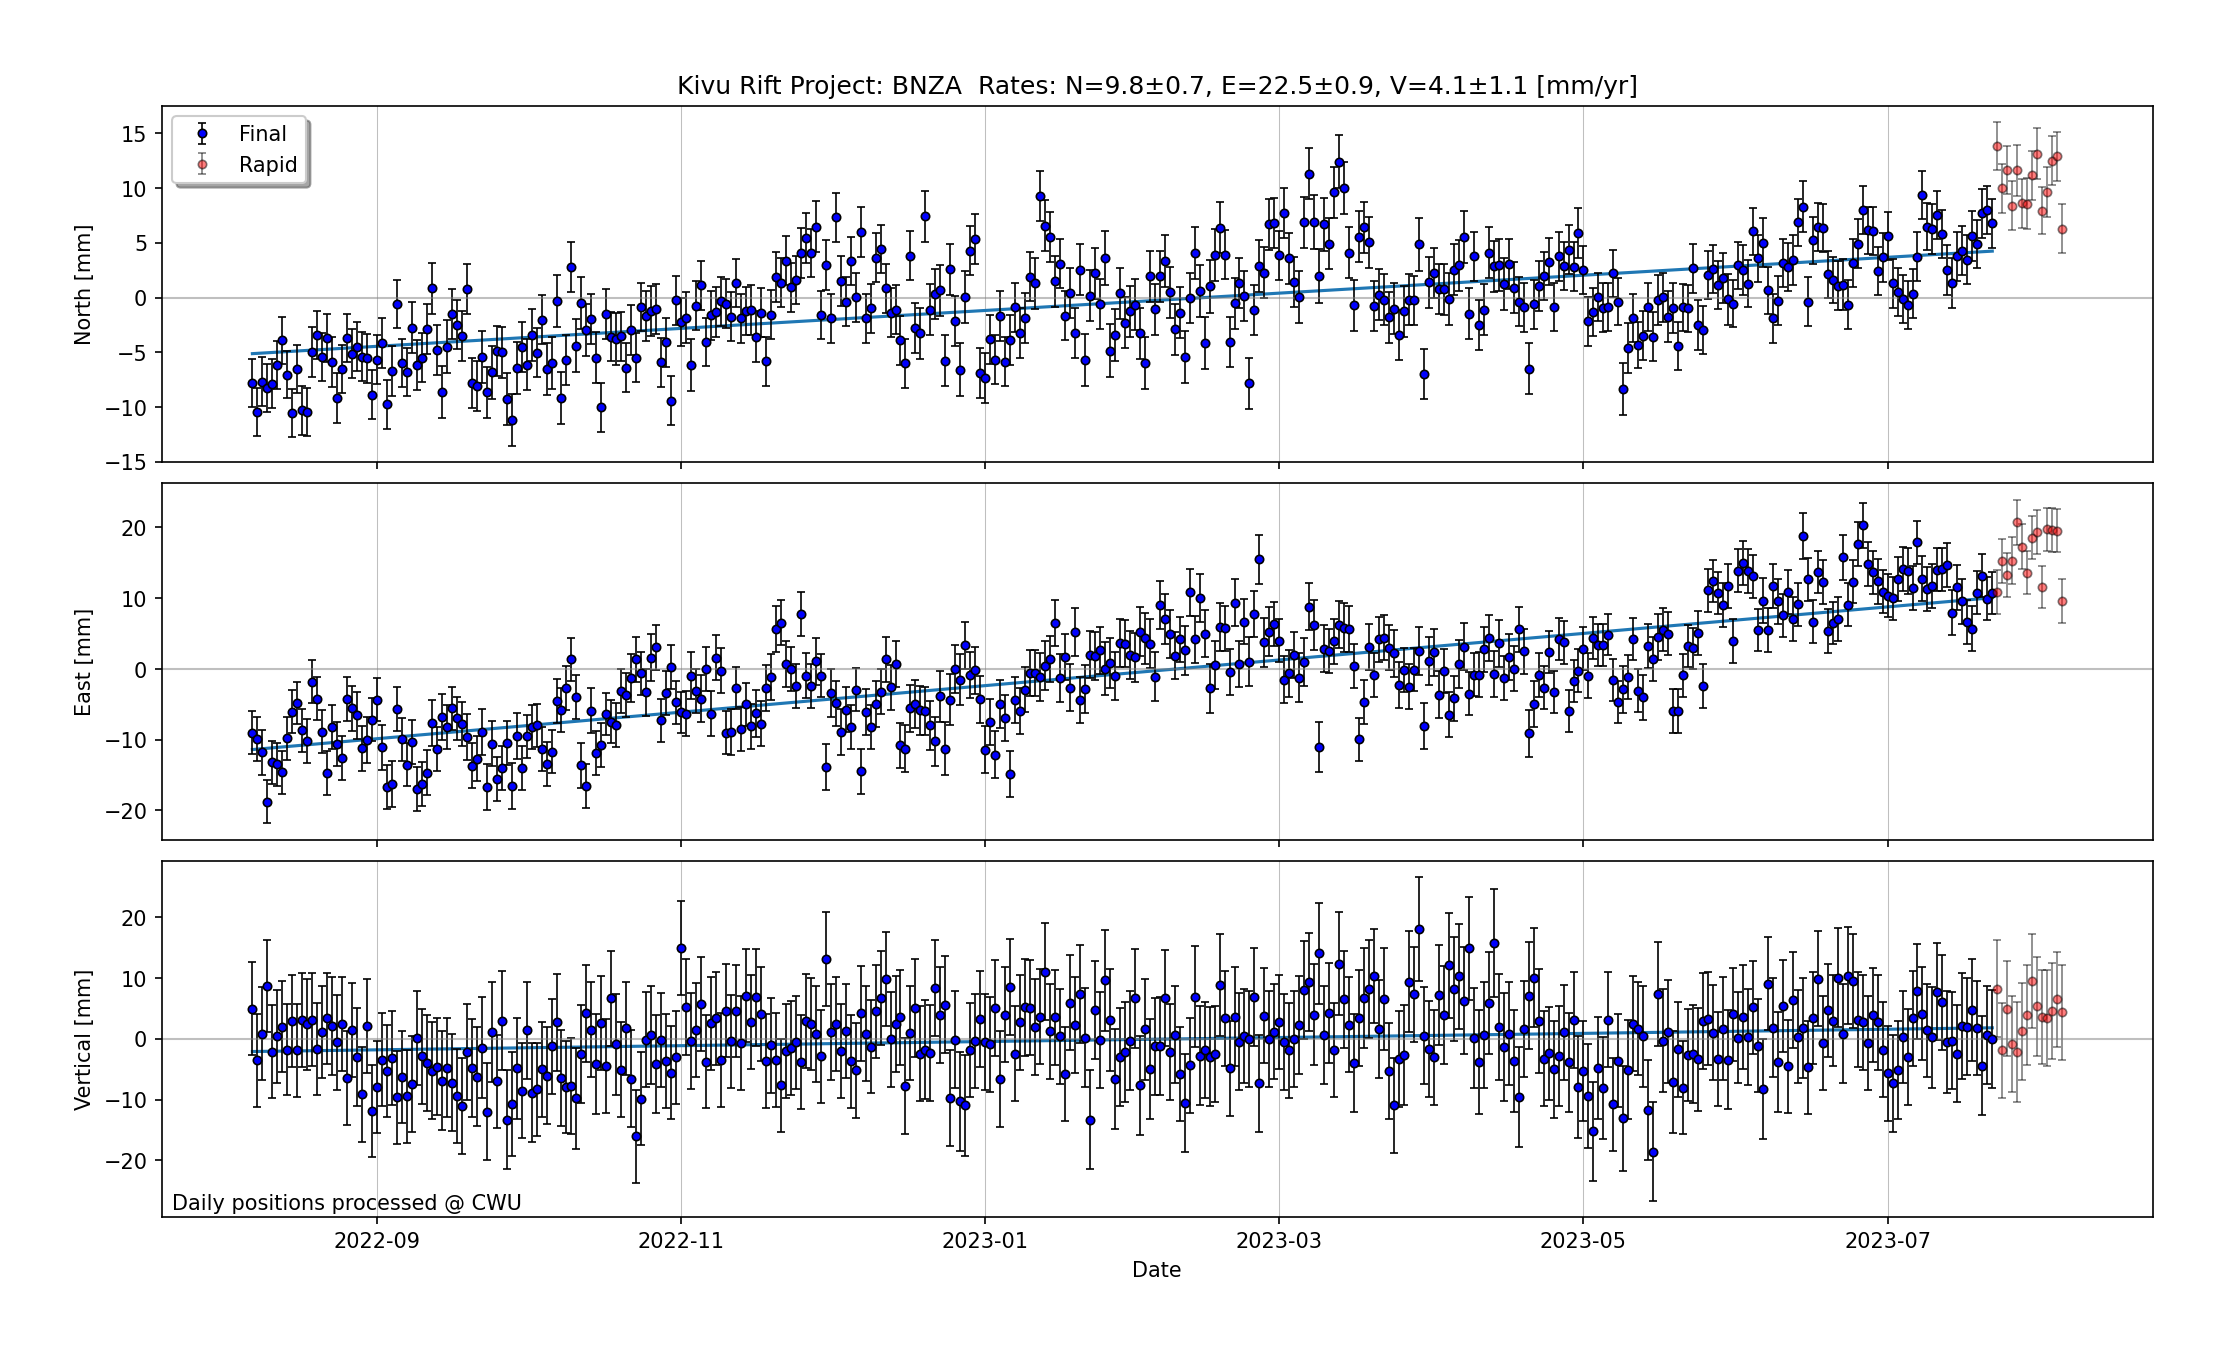 Kivu Rift Project: BNZA  Rates: N=9.8±0.7, E=22.5±0.9, V=4.1±1.1 [mm/yr]
Final
Rapid
North [mm]
15
10
5
0
−5
−10
−15
East [mm]
20
10
0
−10
−20
Vertical [mm]
20
10
0
−10
−20
Daily positions processed @ CWU
2022-09 2022-11 2023-01 2023-03 2023-05 2023-07
Date